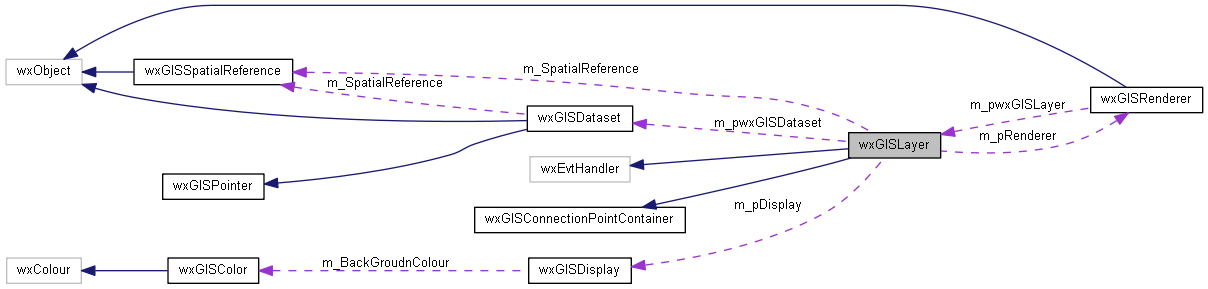 wxObject
wxGISSpatialReference
m_SpatialReference
m_SpatialReference
wxGISRenderer
m_pwxGISLayer
wxGISDataset
m_pwxGISDataset
m_pRenderer
wxGISLayer
wxEvtHandler
wxGISPointer
m_pDisplay
wxGISConnectionPointContainer
m_BackGroudnColour
wxColour
wxGISColor
wxGISDisplay